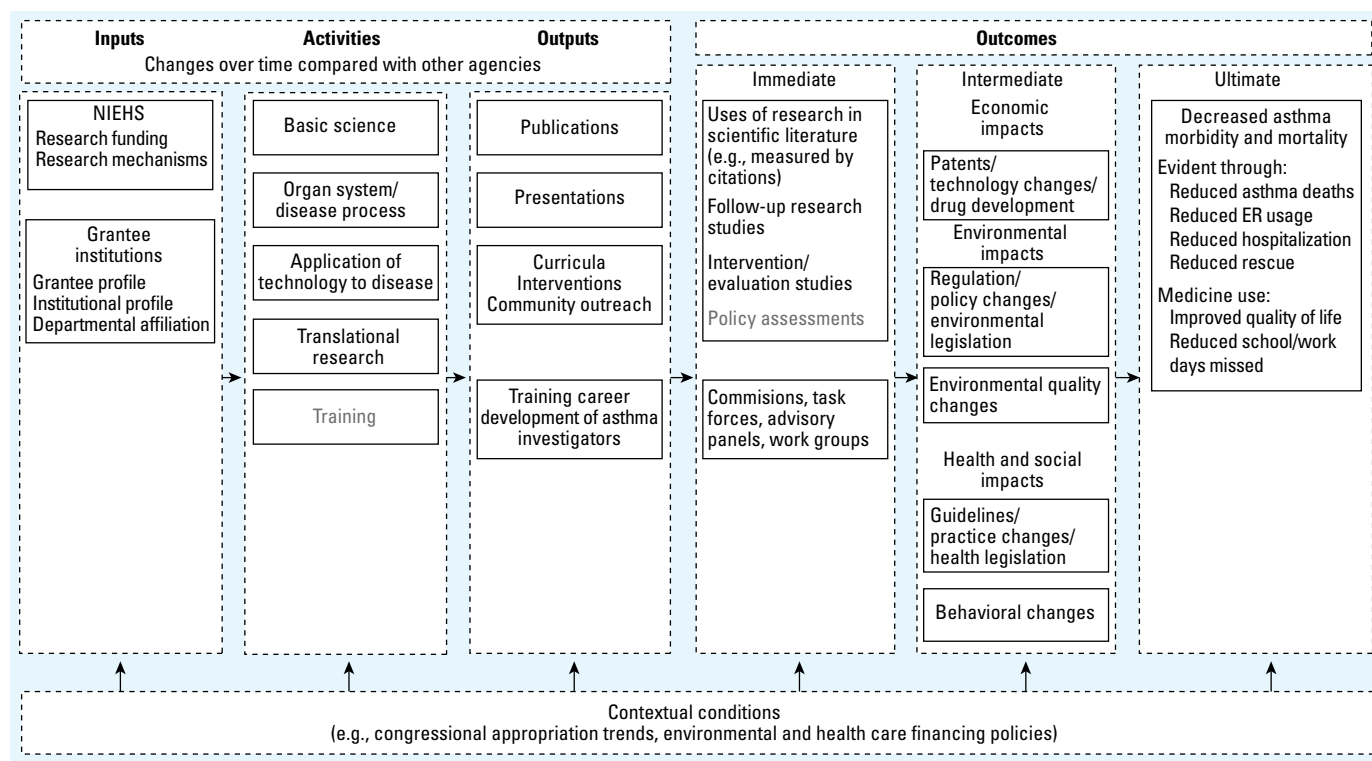 Inputs
Activities
Outputs
Changes over time compared with other agencies
Outcomes
NIEHS
Research funding
Research mechanisms
Grantee
institutions
Grantee profile
Institutional profile
Departmental affiliation
Basic science
Organ system/
disease process
Application of
technology to disease
Translational
research
Training
Publications
Presentations
Curricula
Interventions
Community outreach
Training career
development of asthma
investigators
Immediate
Uses of research in
scientific literature
(e.g., measured by
citations)
Follow-up research
studies
Intervention/
evaluation studies
Policy assessments
Commisions, task
forces, advisory
panels, work groups
Intermediate
Economic
impacts
Patents/
technology changes/
drug development
Environmental
impacts
Regulation/
policy changes/
environmental
legislation
Environmental quality
changes
Health and social
impacts
Guidelines/
practice changes/
health legislation
Behavioral changes
Ultimate
Decreased asthma
morbidity and mortality
Evident through:
Reduced asthma deaths
Reduced ER usage
Reduced hospitalization
Reduced rescue
Medicine use:
Improved quality of life
Reduced school/work
days missed
Contextual conditions
(e.g., congressional appropriation trends, environmental and health care financing policies)